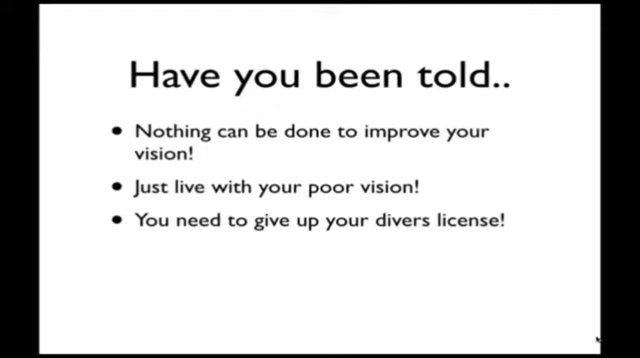 Have you been told..
• Nothing can be done to improve your
vision!
• Just live with your poor vision!
• You need to give up your divers license!